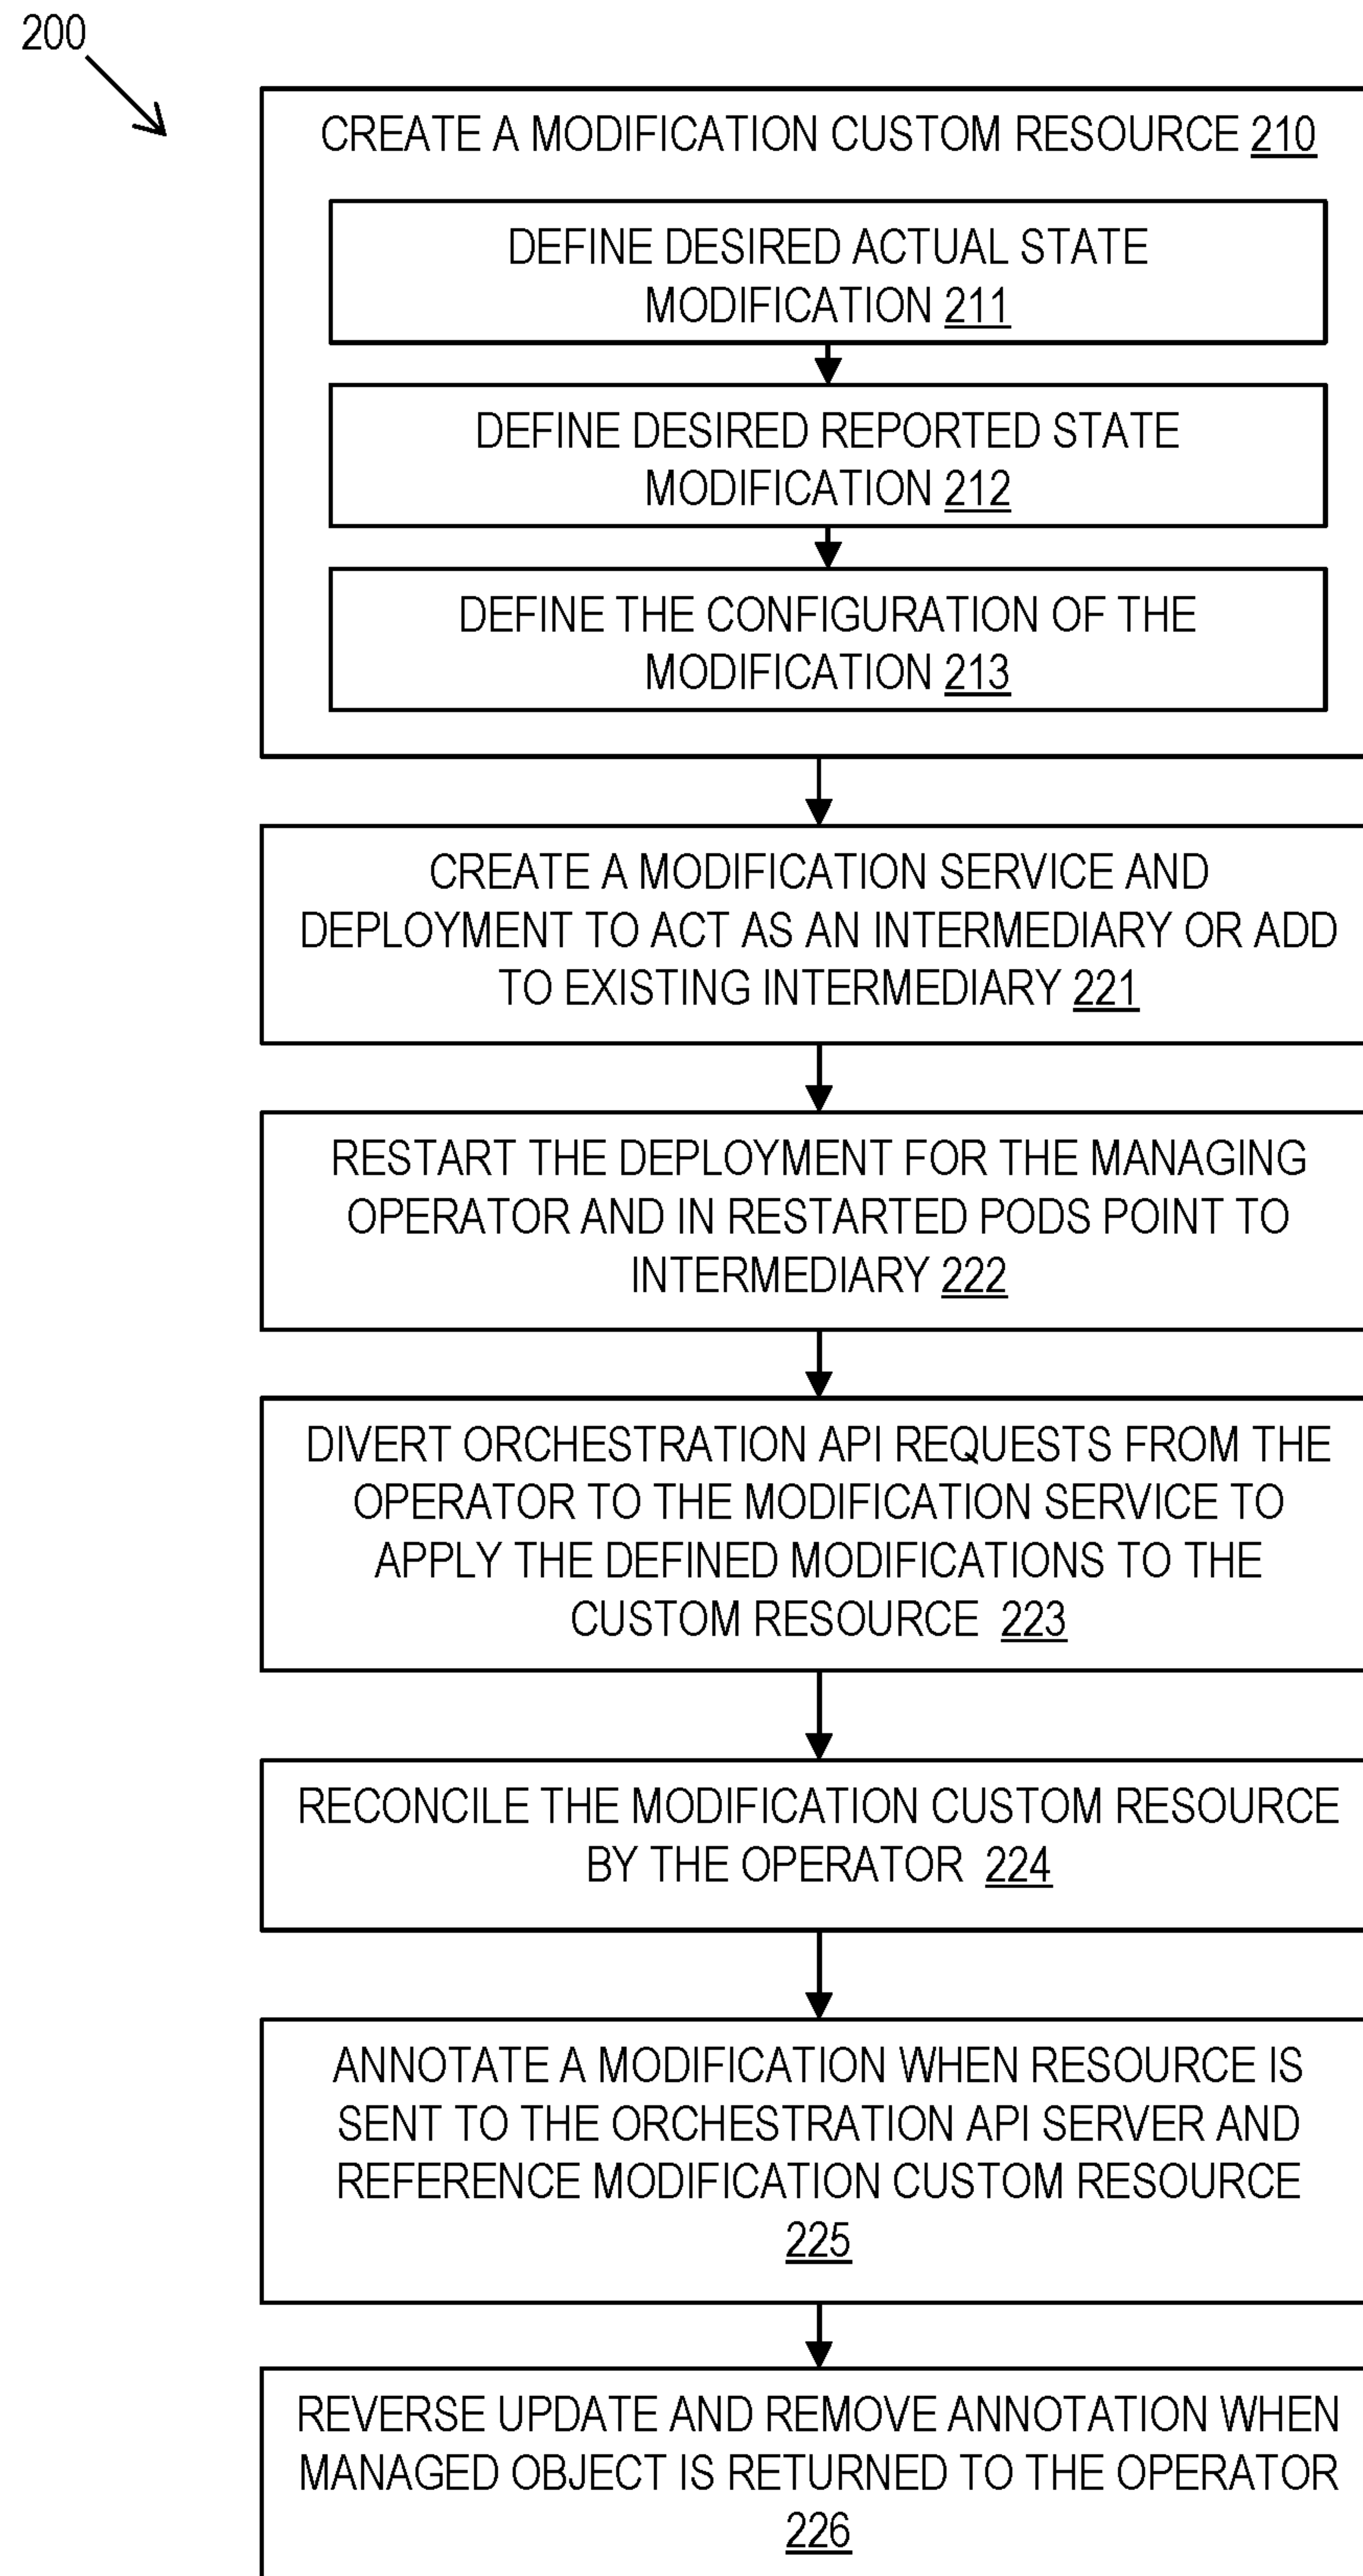 200
CREATE A MODIFICATION CUSTOM RESOURCE 210
DEFINE DESIRED ACTUAL STATE
MODIFICATION 211
DEFINE DESIRED REPORTED STATE
MODIFICATION 212
DEFINE THE CONFIGURATION OF THE
MODIFICATION 213
CREATE A MODIFICATION SERVICE AND
DEPLOYMENT TO ACT AS AN INTERMEDIARY OR ADD
TO EXISTING INTERMEDIARY 221
RESTART THE DEPLOYMENT FOR THE MANAGING
OPERATOR AND IN RESTARTED PODS POINT TO
INTERMEDIARY 222
DIVERT ORCHESTRATION API REQUESTS FROM THE
OPERATOR TO THE MODIFICATION SERVICE TO
APPLY THE DEFINED MODIFICATIONS TO THE
CUSTOM RESOURCE 223
RECONCILE THE MODIFICATION CUSTOM RESOURCE
BY THE OPERATOR 224
ANNOTATE A MODIFICATION WHEN RESOURCE IS
SENT TO THE ORCHESTRATION API SERVER AND
REFERENCE MODIFICATION CUSTOM RESOURCE
225
REVERSE UPDATE AND REMOVE ANNOTATION WHEN
MANAGED OBJECT IS RETURNED TO THE OPERATOR
226